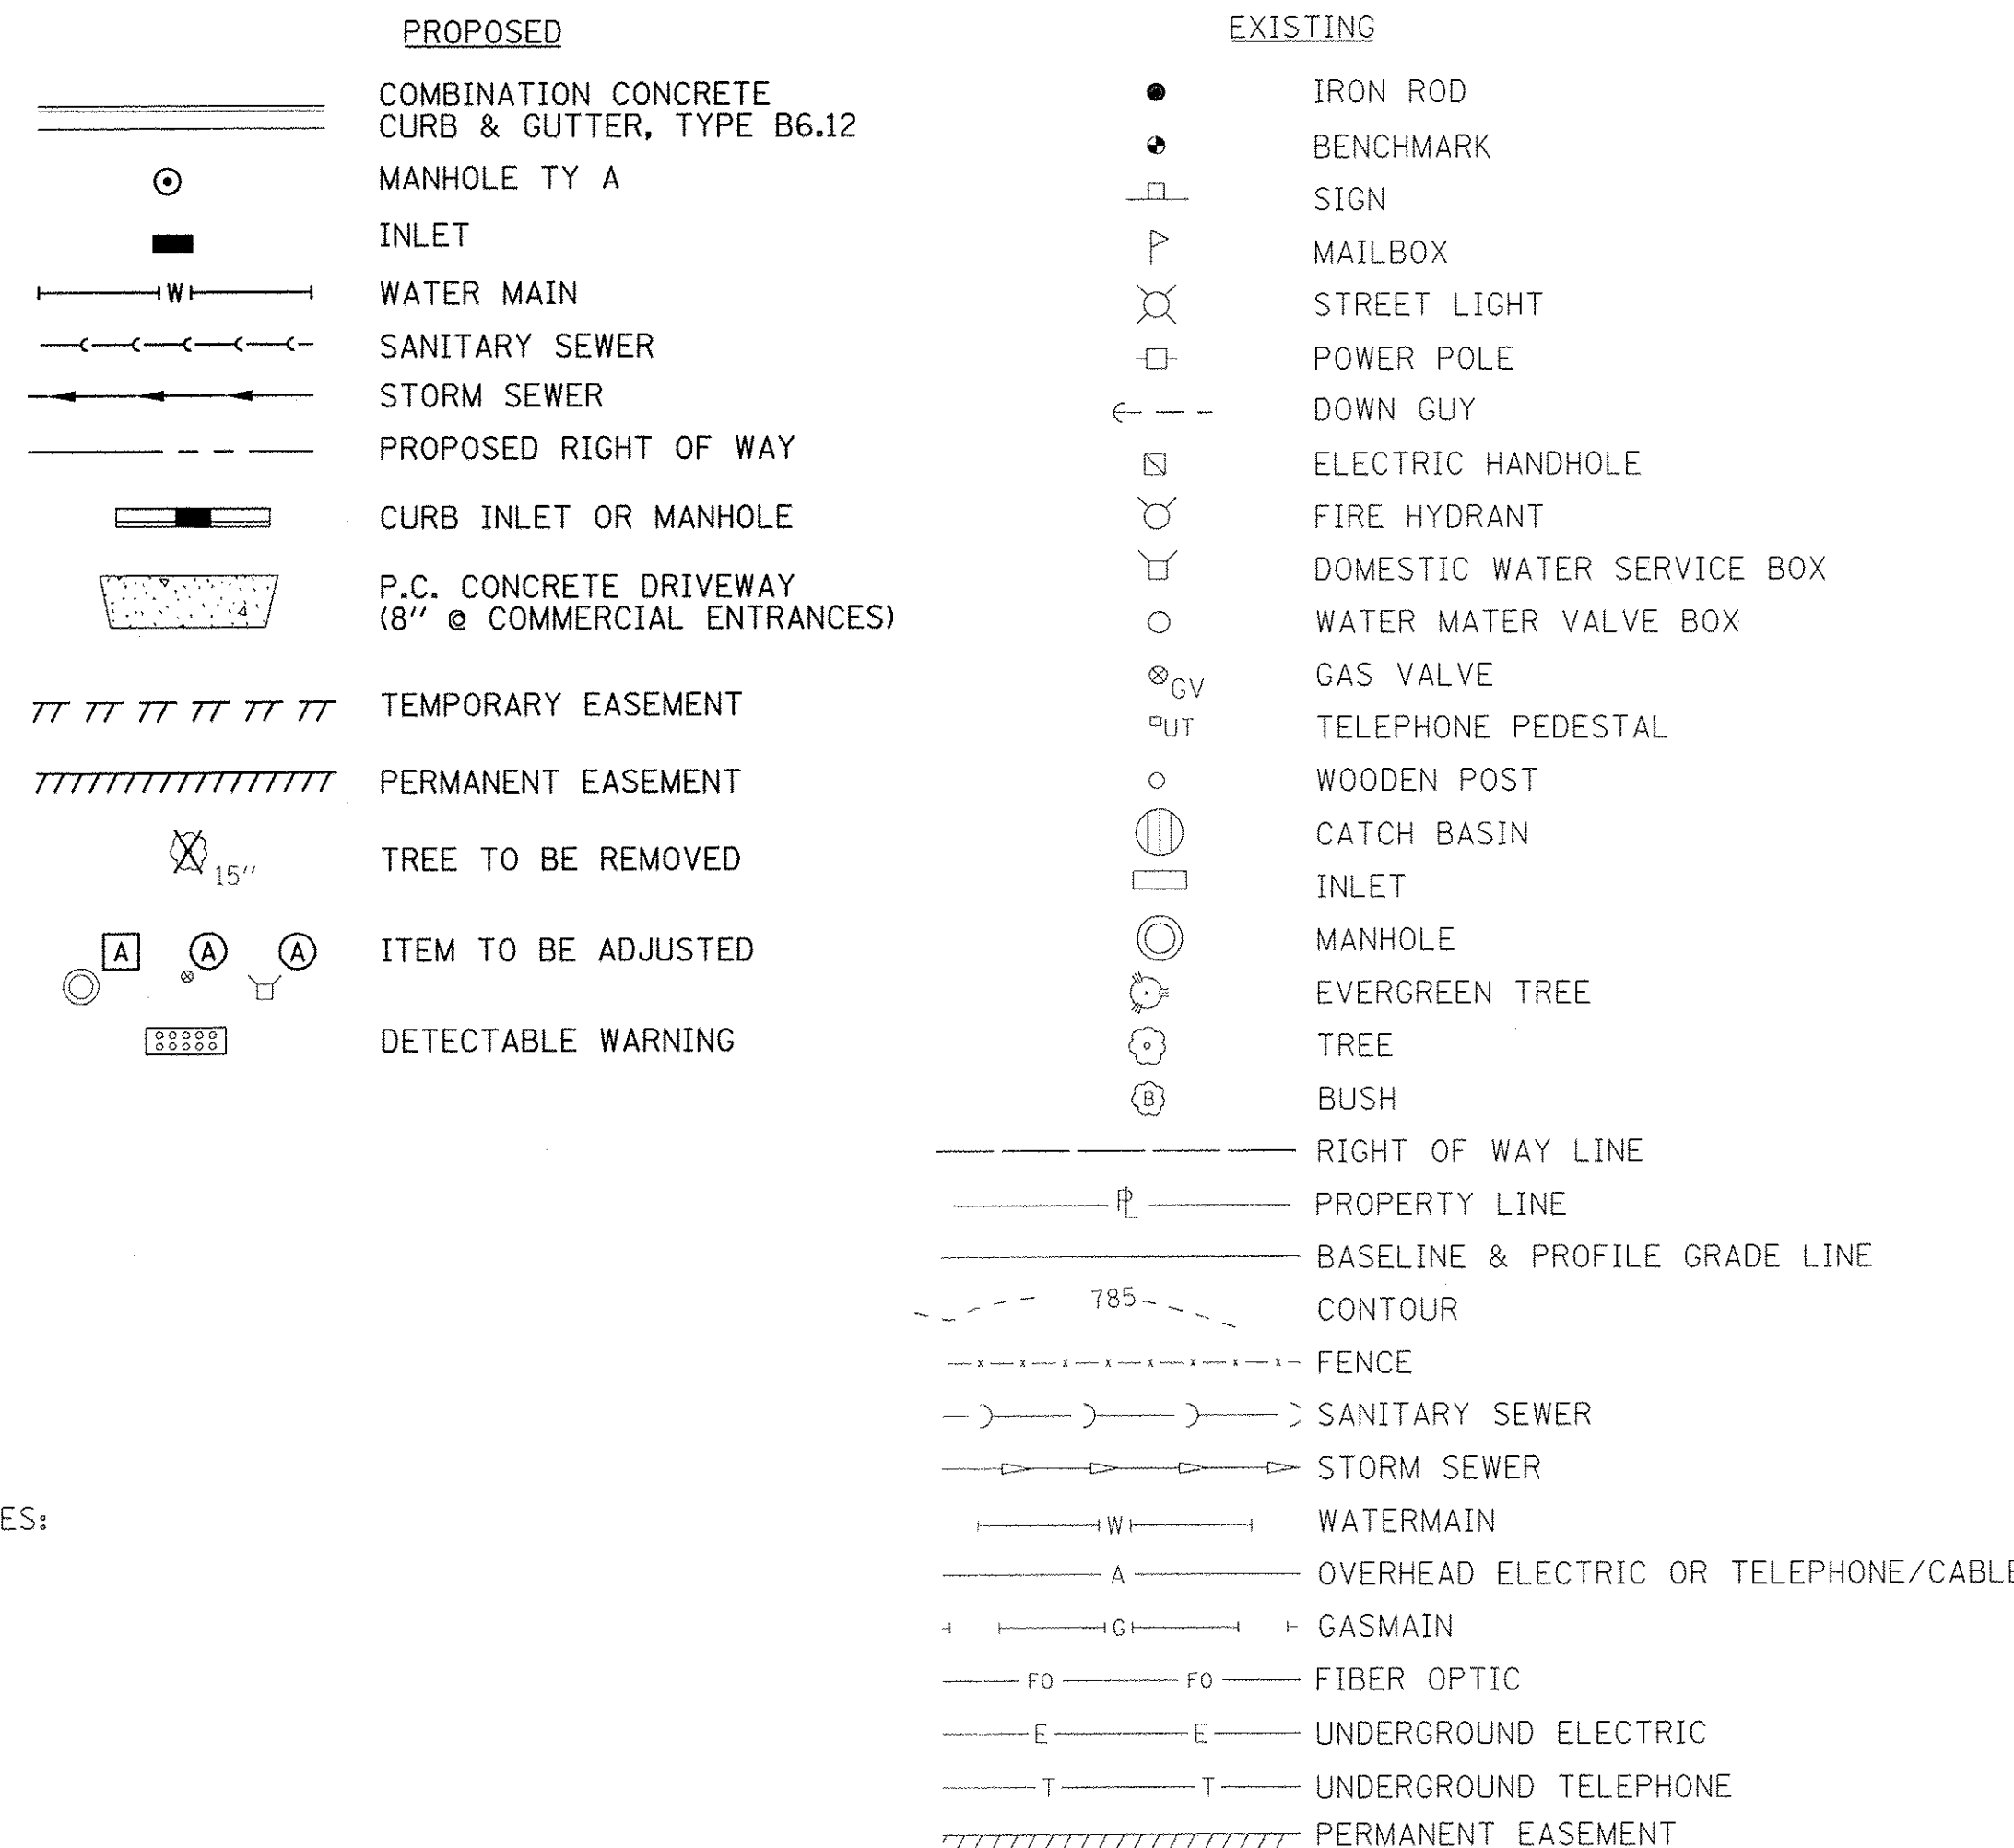 PROPOSED
COMBINATION CONCRETE
CURB & GUTTER, TYPE B6.12
MANHOLE TY A
INLET
W
WATER MAIN
SANITARY SEWER
STORM SEWER
PROPOSED RIGHT OF WAY
CURB INLET OR MANHOLE
P.C. CONCRETE DRIVEWAY
(8" @ COMMERCIAL ENTRANCES)
TEMPORARY EASEMENT
PERMANENT EASEMENT
15"
TREE TO BE REMOVED
A A A
ITEM TO BE ADJUSTED
DETECTABLE WARNING
ES:
EXISTING
IRON ROD
BENCHMARK
SIGN
MAILBOX
STREET LIGHT
POWER POLE
DOWN GUY
ELECTRIC HANDHOLE
FIRE HYDRANT
DOMESTIC WATER SERVICE BOX
WATER MATER VALVE BOX
GV
GAS VALVE
UT
TELEPHONE PEDESTAL
WOODEN POST
CATCH BASIN
INLET
MANHOLE
EVERGREEN TREE
TREE
B
BUSH
RIGHT OF WAY LINE
PL
PROPERTY LINE
BASELINE & PROFILE GRADE LINE
785
CONTOUR
x x x x x x x x
FENCE
SANITARY SEWER
STORM SEWER
W
WATERMAIN
A
OVERHEAD ELECTRIC OR TELEPHONE/CABLE
G
GASMAIN
FO FO
FIBER OPTIC
E E
UNDERGROUND ELECTRIC
T T
UNDERGROUND TELEPHONE
PERMANENT EASEMENT